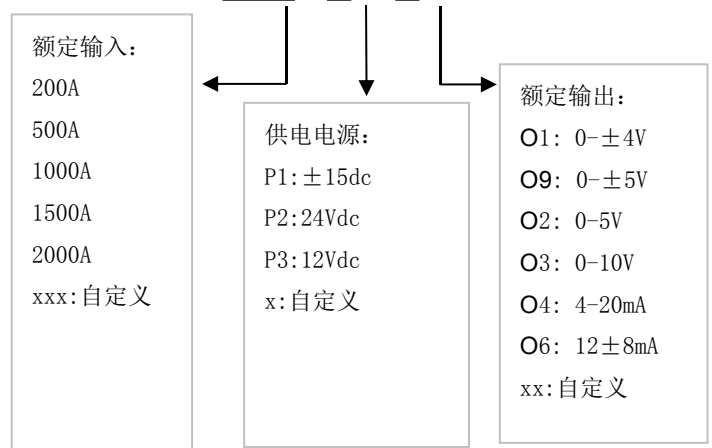 额定输入：
200A
500A
1000A
1500A
2000A
xxx:自定义
供电电源：
P1:±15dc
P2:24Vdc
P3:12Vdc
x:自定义
额定输出：
O1: 0-±4V
O9: 0-±5V
O2: 0-5V
O3: 0-10V
O4: 4-20mA
O6: 12±8mA
xx:自定义